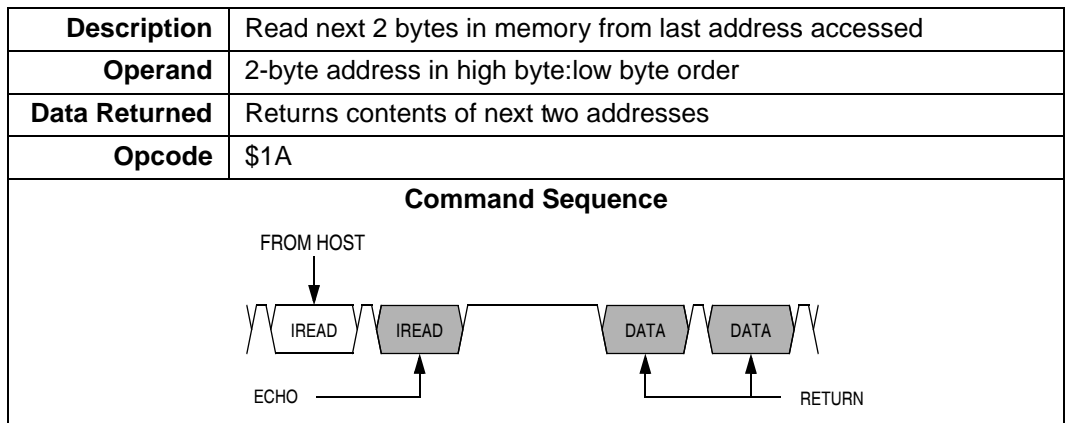 Description Read next 2 bytes in memory from last address accessed
Operand 2-byte address in high byte:low byte order
Data Returned Returns contents of next two addresses
Opcode $1A
Command Sequence
FROM HOST
IREAD IREAD DATA DATA
ECHO RETURN